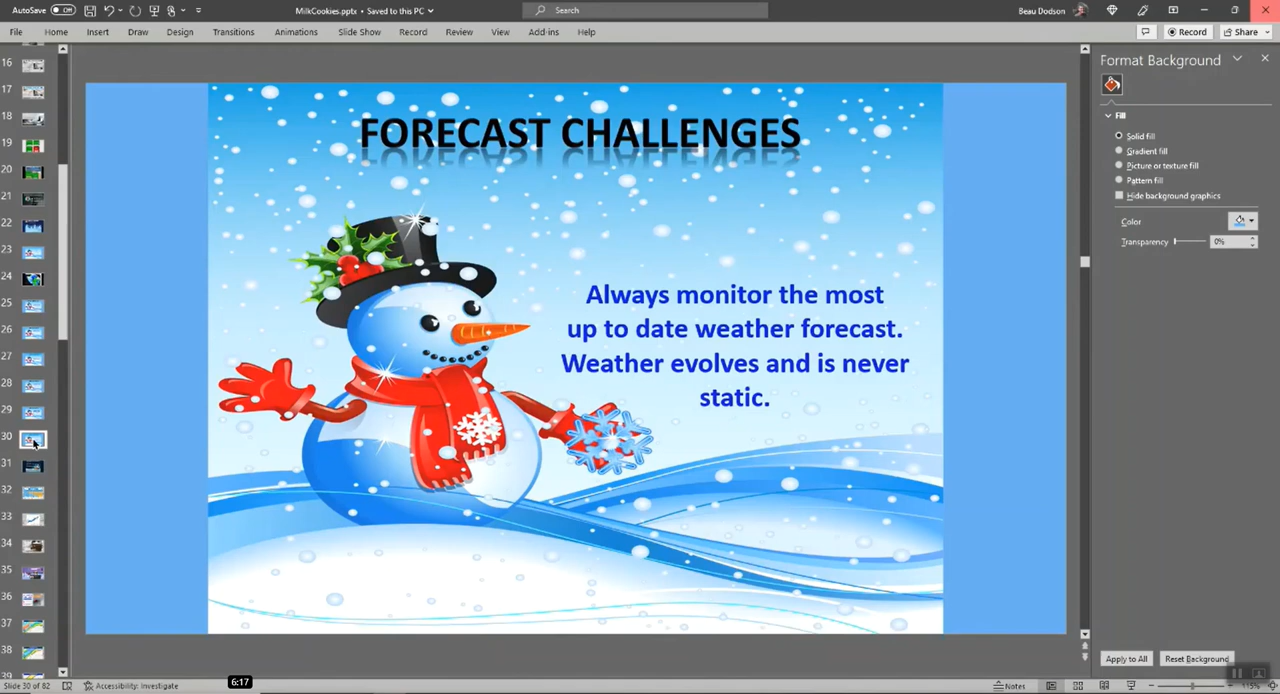 AutoSave Off MilkCookies.pptx • Saved to this PC Search Beau Dodson
File Home Insert Draw Design Transitions Animations Slide Show Record Review View Add-ins Help Record Share
Format Background
Fill
Solid fill
Gradient fill
Picture or texture fill
Pattern fill
Hide background graphics
Color
Transparency 0%
Apply to All Reset Background
16
17
18
19
20
21
22
23
24
25
26
27
28
29
30
31
32
33
34
35
36
37
38
39
FORECAST CHALLENGES
Always monitor the most
up to date weather forecast.
Weather evolves and is never
static.
Slide 30 of 82 Accessibility: Investigate 6:17 Notes 115%